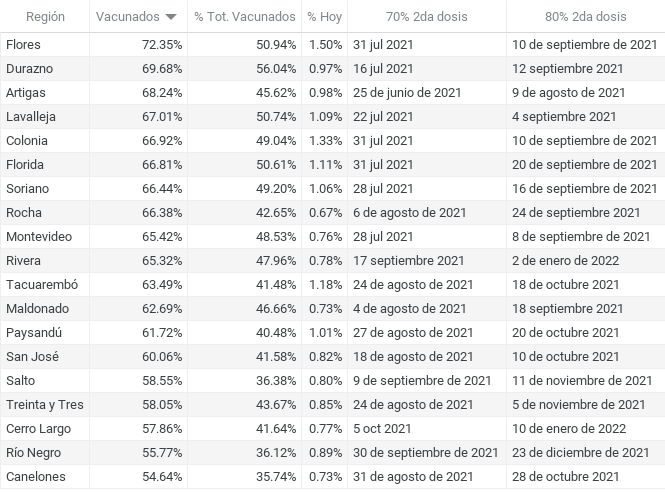 Región Vacunados % Tot. Vacunados % Hoy 70% 2da dosis 80% 2da dosis
Flores 72.35% 50.94% 1.50% 31 jul 2021 10 de septiembre de 2021
Durazno 69.68% 56.04% 0.97% 16 jul 2021 12 septiembre 2021
Artigas 68.24% 45.62% 0.98% 25 de junio de 2021 9 de agosto de 2021
Lavalleja 67.01% 50.74% 1.09% 22 jul 2021 4 septiembre 2021
Colonia 66.92% 49.04% 1.33% 31 jul 2021 10 de septiembre de 2021
Florida 66.81% 50.61% 1.11% 31 jul 2021 20 de septiembre de 2021
Soriano 66.44% 49.20% 1.06% 28 jul 2021 16 de septiembre de 2021
Rocha 66.38% 42.65% 0.67% 6 de agosto de 2021 24 de septiembre 2021
Montevideo 65.42% 48.53% 0.76% 28 jul 2021 8 de septiembre de 2021
Rivera 65.32% 47.96% 0.78% 17 septiembre 2021 2 de enero de 2022
Tacuarembó 63.49% 41.48% 1.18% 24 de agosto de 2021 18 de octubre 2021
Maldonado 62.69% 46.66% 0.73% 4 de agosto de 2021 18 septiembre 2021
Paysandú 61.72% 40.48% 1.01% 27 de agosto de 2021 20 de octubre 2021
San José 60.06% 41.58% 0.82% 18 de agosto de 2021 10 de octubre 2021
Salto 58.55% 36.38% 0.80% 9 de septiembre de 2021 11 de noviembre de 2021
Treinta y Tres 58.05% 43.67% 0.85% 24 de agosto de 2021 5 de noviembre de 2021
Cerro Largo 57.86% 41.64% 0.77% 5 oct 2021 10 de enero de 2022
Río Negro 55.77% 36.12% 0.89% 30 de septiembre de 2021 23 de diciembre de 2021
Canelones 54.64% 35.74% 0.73% 31 de agosto de 2021 28 de octubre de 2021